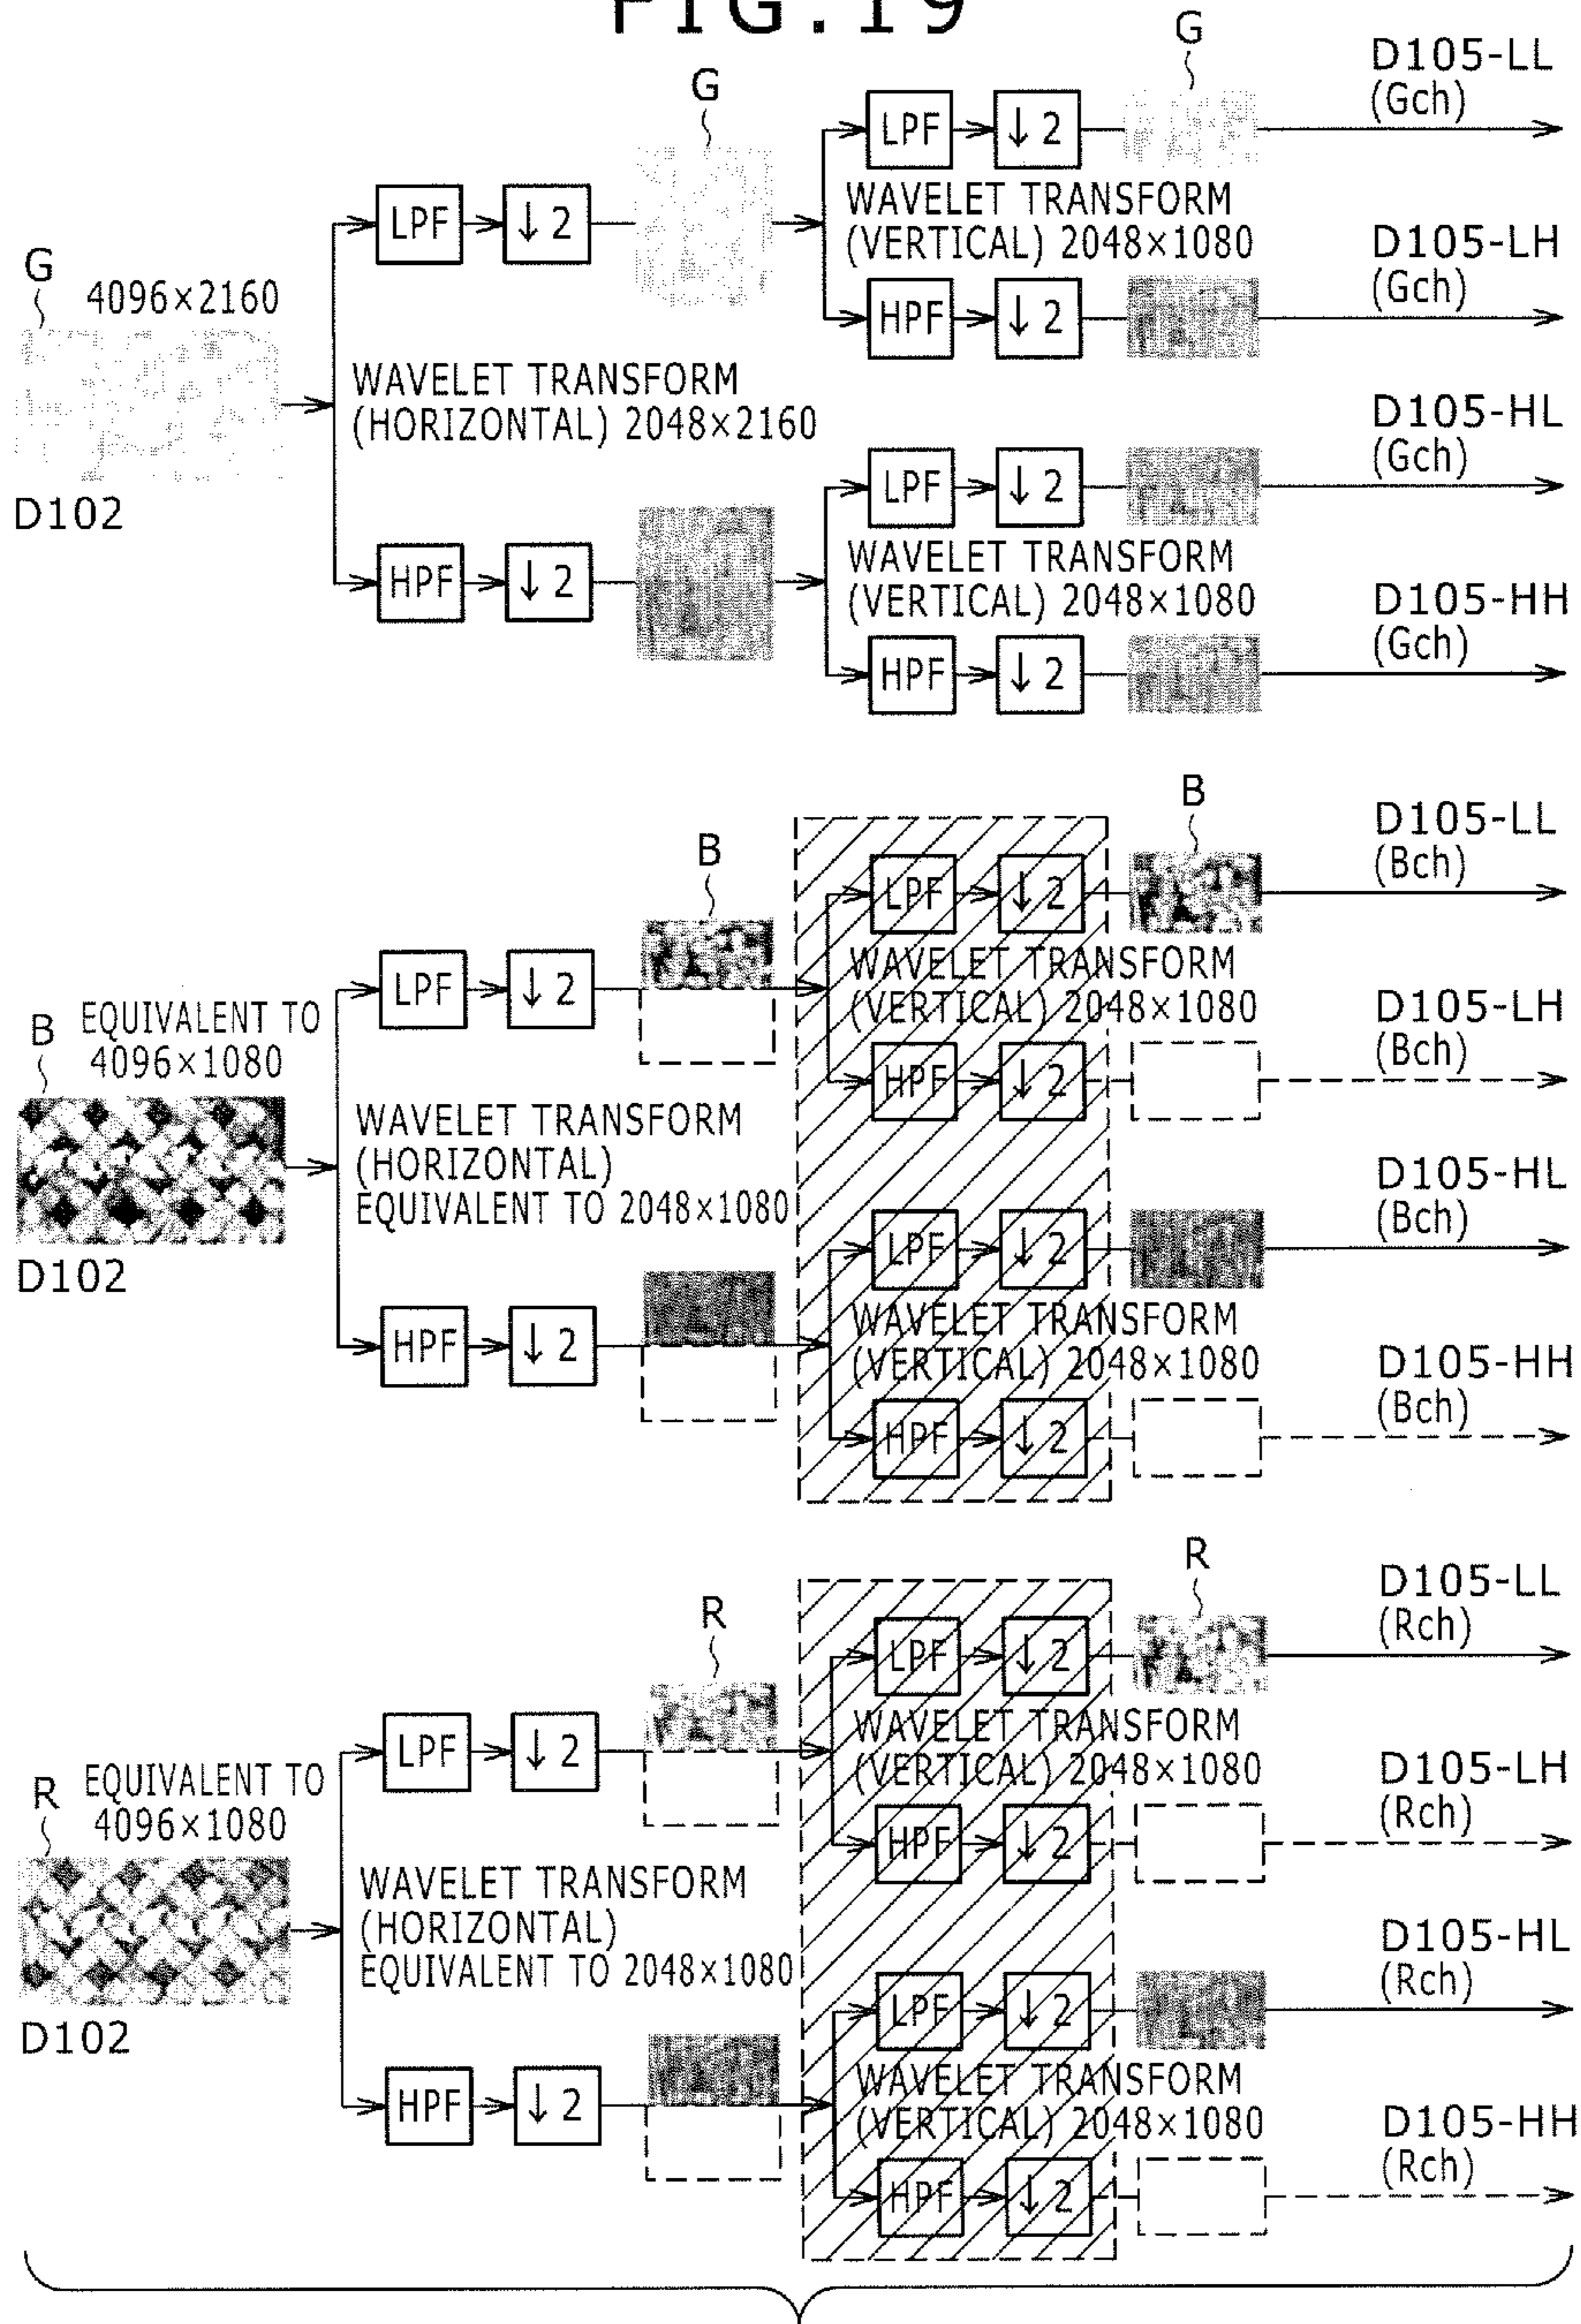 FIG.19
G
G
D105-LL
(Gch)
LPF
↓2
LPF
↓2
WAVELET TRANSFORM
(VERTICAL) 2048×1080
D105-LH
(Gch)
G
4096×2160
HPF
↓2
WAVELET TRANSFORM
(HORIZONTAL) 2048×2160
D102
D105-HL
(Gch)
LPF
↓2
HPF
↓2
WAVELET TRANSFORM
(VERTICAL) 2048×1080
D105-HH
(Gch)
HPF
↓2
B
B
D105-LL
(Bch)
LPF
↓2
LPF
↓2
WAVELET TRANSFORM
(VERTICAL) 2048×1080
D105-LH
(Bch)
B
EQUIVALENT TO
4096×1080
HPF
↓2
WAVELET TRANSFORM
(HORIZONTAL)
EQUIVALENT TO 2048×1080
D102
D105-HL
(Bch)
LPF
↓2
HPF
↓2
WAVELET TRANSFORM
(VERTICAL) 2048×1080
D105-HH
(Bch)
HPF
↓2
R
R
D105-LL
(Rch)
LPF
↓2
LPF
↓2
WAVELET TRANSFORM
(VERTICAL) 2048×1080
D105-LH
(Rch)
R
EQUIVALENT TO
4096×1080
HPF
↓2
WAVELET TRANSFORM
(HORIZONTAL)
EQUIVALENT TO 2048×1080
D102
D105-HL
(Rch)
LPF
↓2
HPF
↓2
WAVELET TRANSFORM
(VERTICAL) 2048×1080
D105-HH
(Rch)
HPF
↓2